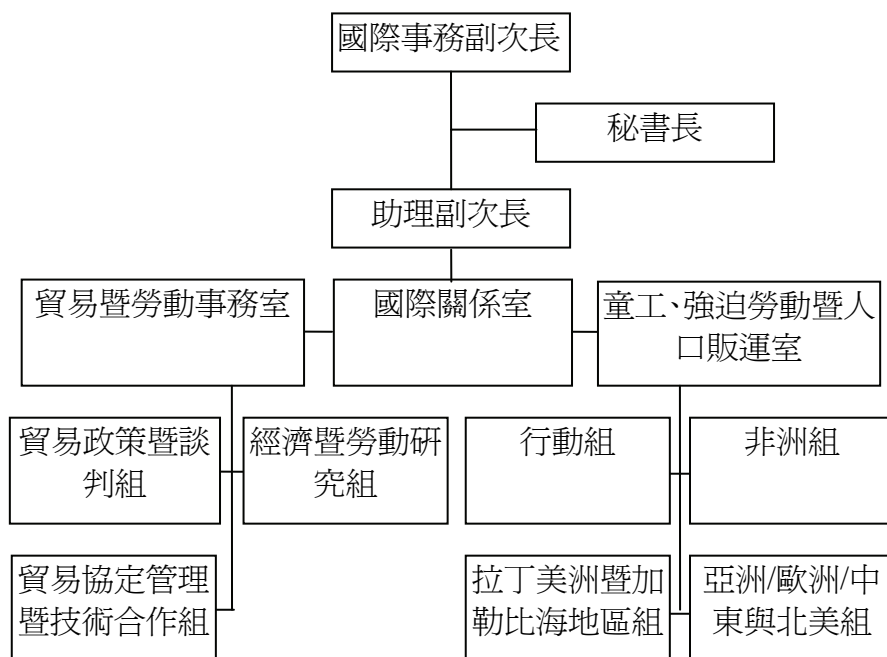 國際事務副次長
秘書長
助理副次長
貿易暨勞動事務室
國際關係室
童工、強迫勞動暨人
口販運室
貿易政策暨談
判組
經濟暨勞動研
究組
行動組
非洲組
貿易協定管理
暨技術合作組
拉丁美洲暨加
勒比海地區組
亞洲/歐洲/中
東與北美組